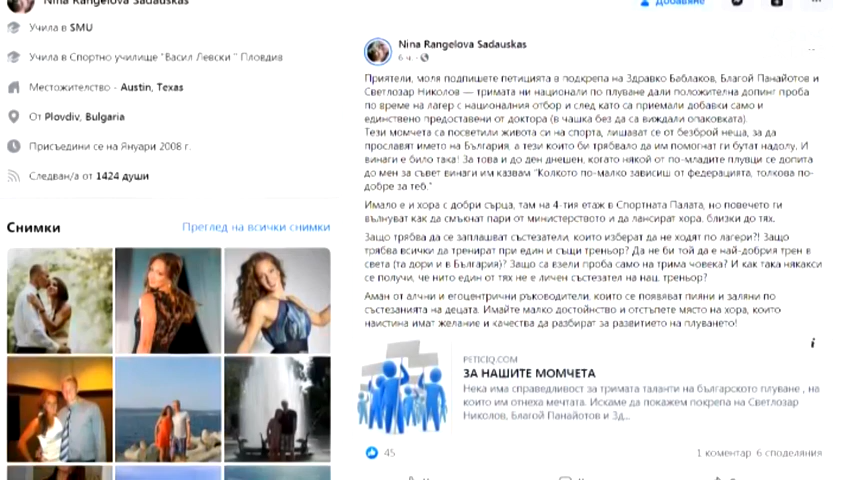 Nina Rangelova Sadauskas
Учила в SMU
Учила в Спортно училище "Васил Левски " Пловдив
Местожителство - Austin, Texas
От Plovdiv, Bulgaria
Присъедини се на Януари 2008 г.
Следван/а от 1424 души
Снимки
Преглед на всички снимки
Добавяне
Nina Rangelova Sadauskas
6 ч. ·
Приятели, моля подпишете петицията в подкрепа на Здравко Баблаков, Благой Панайотов и
Светлозар Николов — тримата ни национали по плуване дали положителна допинг проба
по време на лагер с националния отбор и след като са приемали добавки само и
единствено предоставени от доктора (в чашка без да са виждали опаковката).
Тези момчета са посветили живота си на спорта, лишават се от безброй неща, за да
прославят името на България, а тези които би трябвало да им помогнат ги бутат надолу. И
винаги е било така! За това и до ден днешен, когато някой от по-младите плувци се допита
до мен за съвет винаги им казвам "Колкото по-малко зависиш от федерацията, толкова по-
добре за теб."
Имало е и хора с добри сърца, там на 4-тия етаж в Спортната Палата, но повечето ги
вълнуват как да смъкнат пари от министерството и да лансират хора, близки до тях.
Защо трябва да се заплашват състезатели, които изберат да не ходят по лагери?! Защо
трябва всички да тренират при един и същи треньор? Да не би той да е най-добрия трен в
света (та дори и в България)? Защо са взели проба само на трима човека? И как така някакси
се получи, че нито един от тях не е личен състезател на нац. треньор?
Аман от алчни и егоцентрични ръководители, които се появяват пияни и заляни по
състезанията на децата. Имайте малко достойнство и отстъпете място на хора, които
наистина имат желание и качества да разбират за развитието на плуването!
PETICIQ.COM
ЗА НАШИТЕ МОМЧЕТА
Нека има справедливост за тримата таланти на българското плуване , на
които им отнеха мечтата. Искаме да покажем покрепа на Светлозар
Николов, Благой Панайотов и Зд...
45
1 коментар 6 споделяния